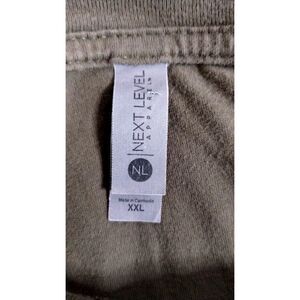 NEXT LEVEL
APPAREL
NL
Made in Cambodia
XXL